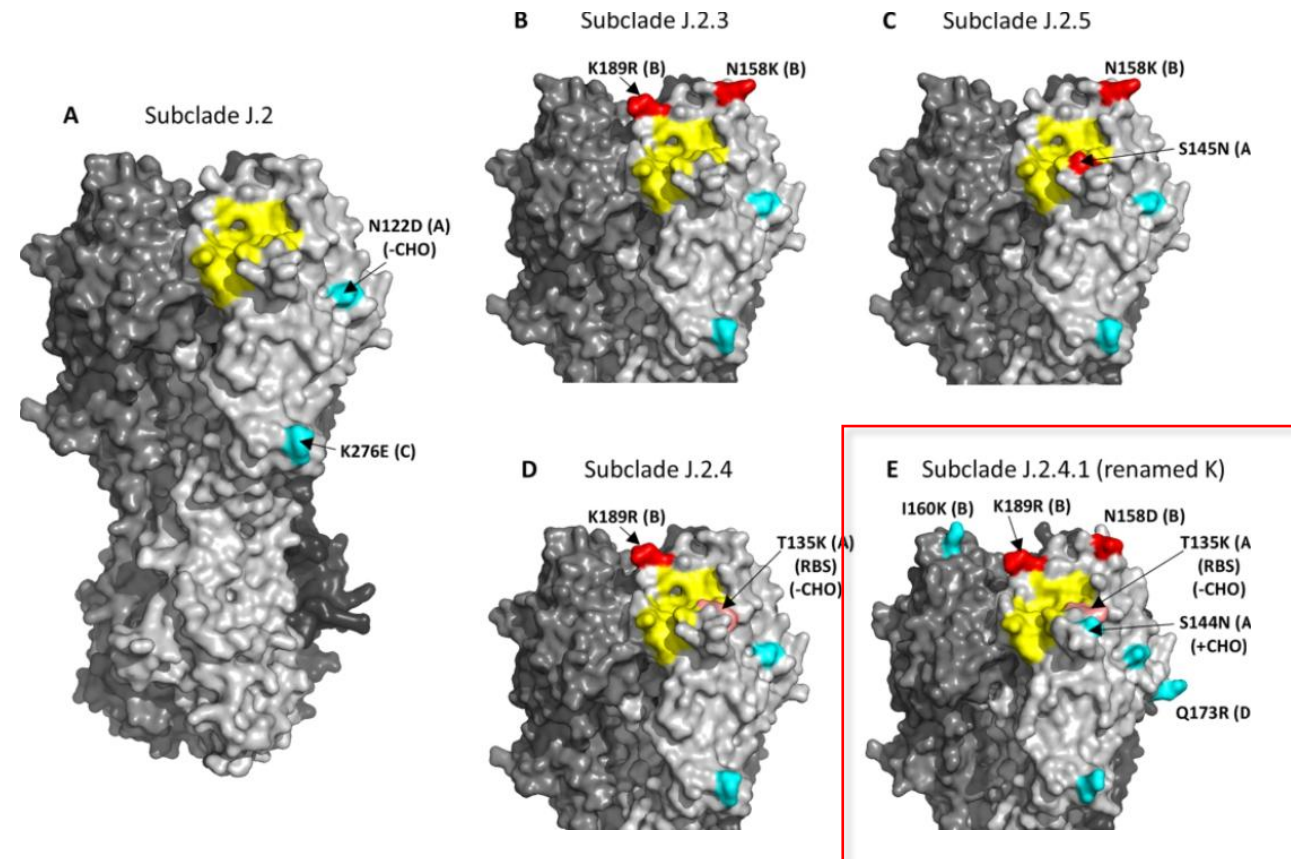 A Subclade J.2
N122D (A)
(-CHO)
K276E (C)
B Subclade J.2.3
K189R (B)
N158K (B)
C Subclade J.2.5
N158K (B)
S145N (A
D Subclade J.2.4
K189R (B)
T135K (A)
(RBS)
(-CHO)
E Subclade J.2.4.1 (renamed K)
I160K (B)
K189R (B)
N158D (B)
T135K (A
(RBS)
(-CHO)
S144N (A
(+CHO)
Q173R (D